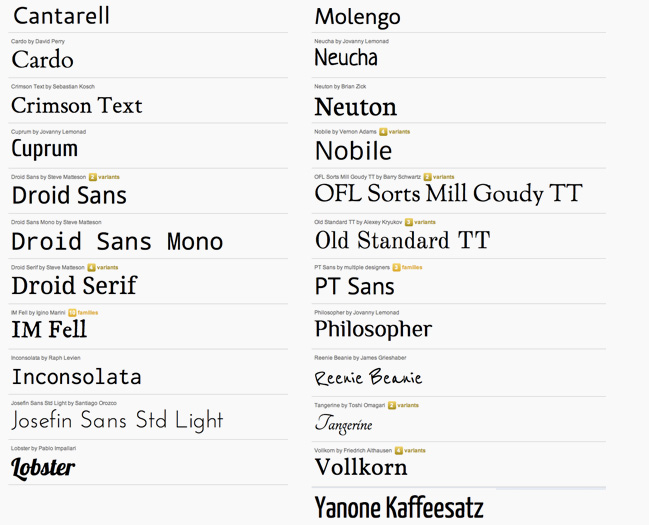 Cantarell
Cardo by David Perry
Cardo
Crimson Text by Sebastian Kosch
Crimson Text
Cuprum by Jovanny Lemonad
Cuprum
Droid Sans by Steve Matteson 2 variants
Droid Sans
Droid Sans Mono by Steve Matteson
Droid Sans Mono
Droid Serif by Steve Matteson 4 variants
Droid Serif
IM Fell by Igino Marini 10 families
IM Fell
Inconsolata by Raph Levien
Inconsolata
Josefin Sans Std Light by Santiago Orozco
Josefin Sans Std Light
Lobster by Pablo Impallari
Lobster
Molengo
Neucha by Jovanny Lemonad
Neucha
Neuton by Brian Zick
Neuton
Nobile by Vernon Adams 4 variants
Nobile
OFL Sorts Mill Goudy TT by Barry Schwartz 2 variants
OFL Sorts Mill Goudy TT
Old Standard TT by Alexey Kryukov 3 variants
Old Standard TT
PT Sans by multiple designers 3 families
PT Sans
Philosopher by Jovanny Lemonad
Philosopher
Reenie Beanie by James Grieshaber
Reenie Beanie
Tangerine by Toshi Omagari 2 variants
Tangerine
Vollkorn by Friedrich Althausen 4 variants
Vollkorn
Yanone Kaffeesatz